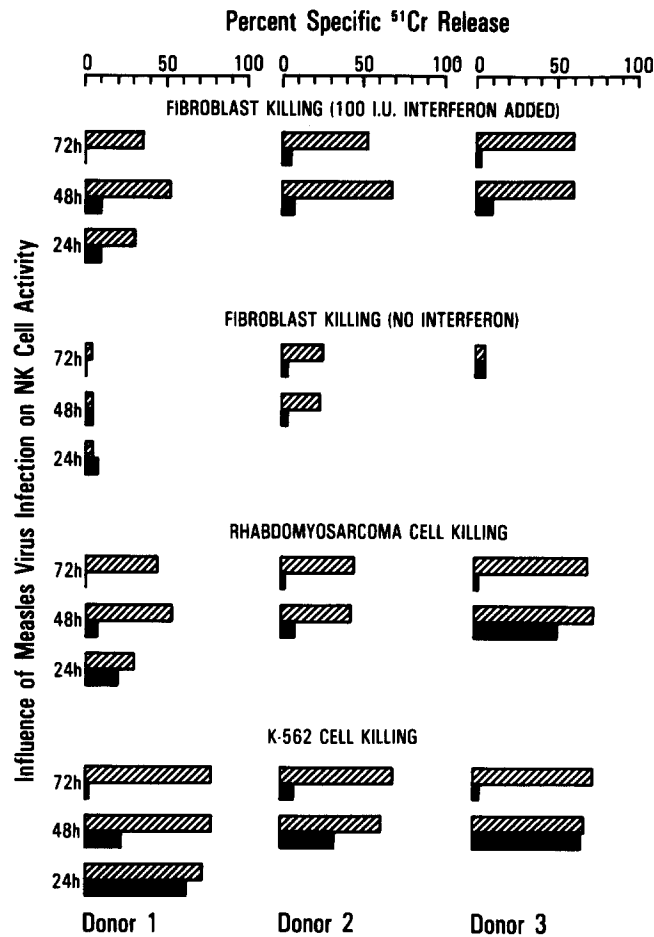 Percent Specific ⁵¹Cr Release
0 50 100 0 50 100 0 50 100
FIBROBLAST KILLING (100 I.U. INTERFERON ADDED)
72h
48h
24h
FIBROBLAST KILLING (NO INTERFERON)
72h
48h
24h
RHABDOMYOSARCOMA CELL KILLING
72h
48h
24h
K-562 CELL KILLING
72h
48h
24h
Donor 1 Donor 2 Donor 3
Influence of Measles Virus Infection on NK Cell Activity